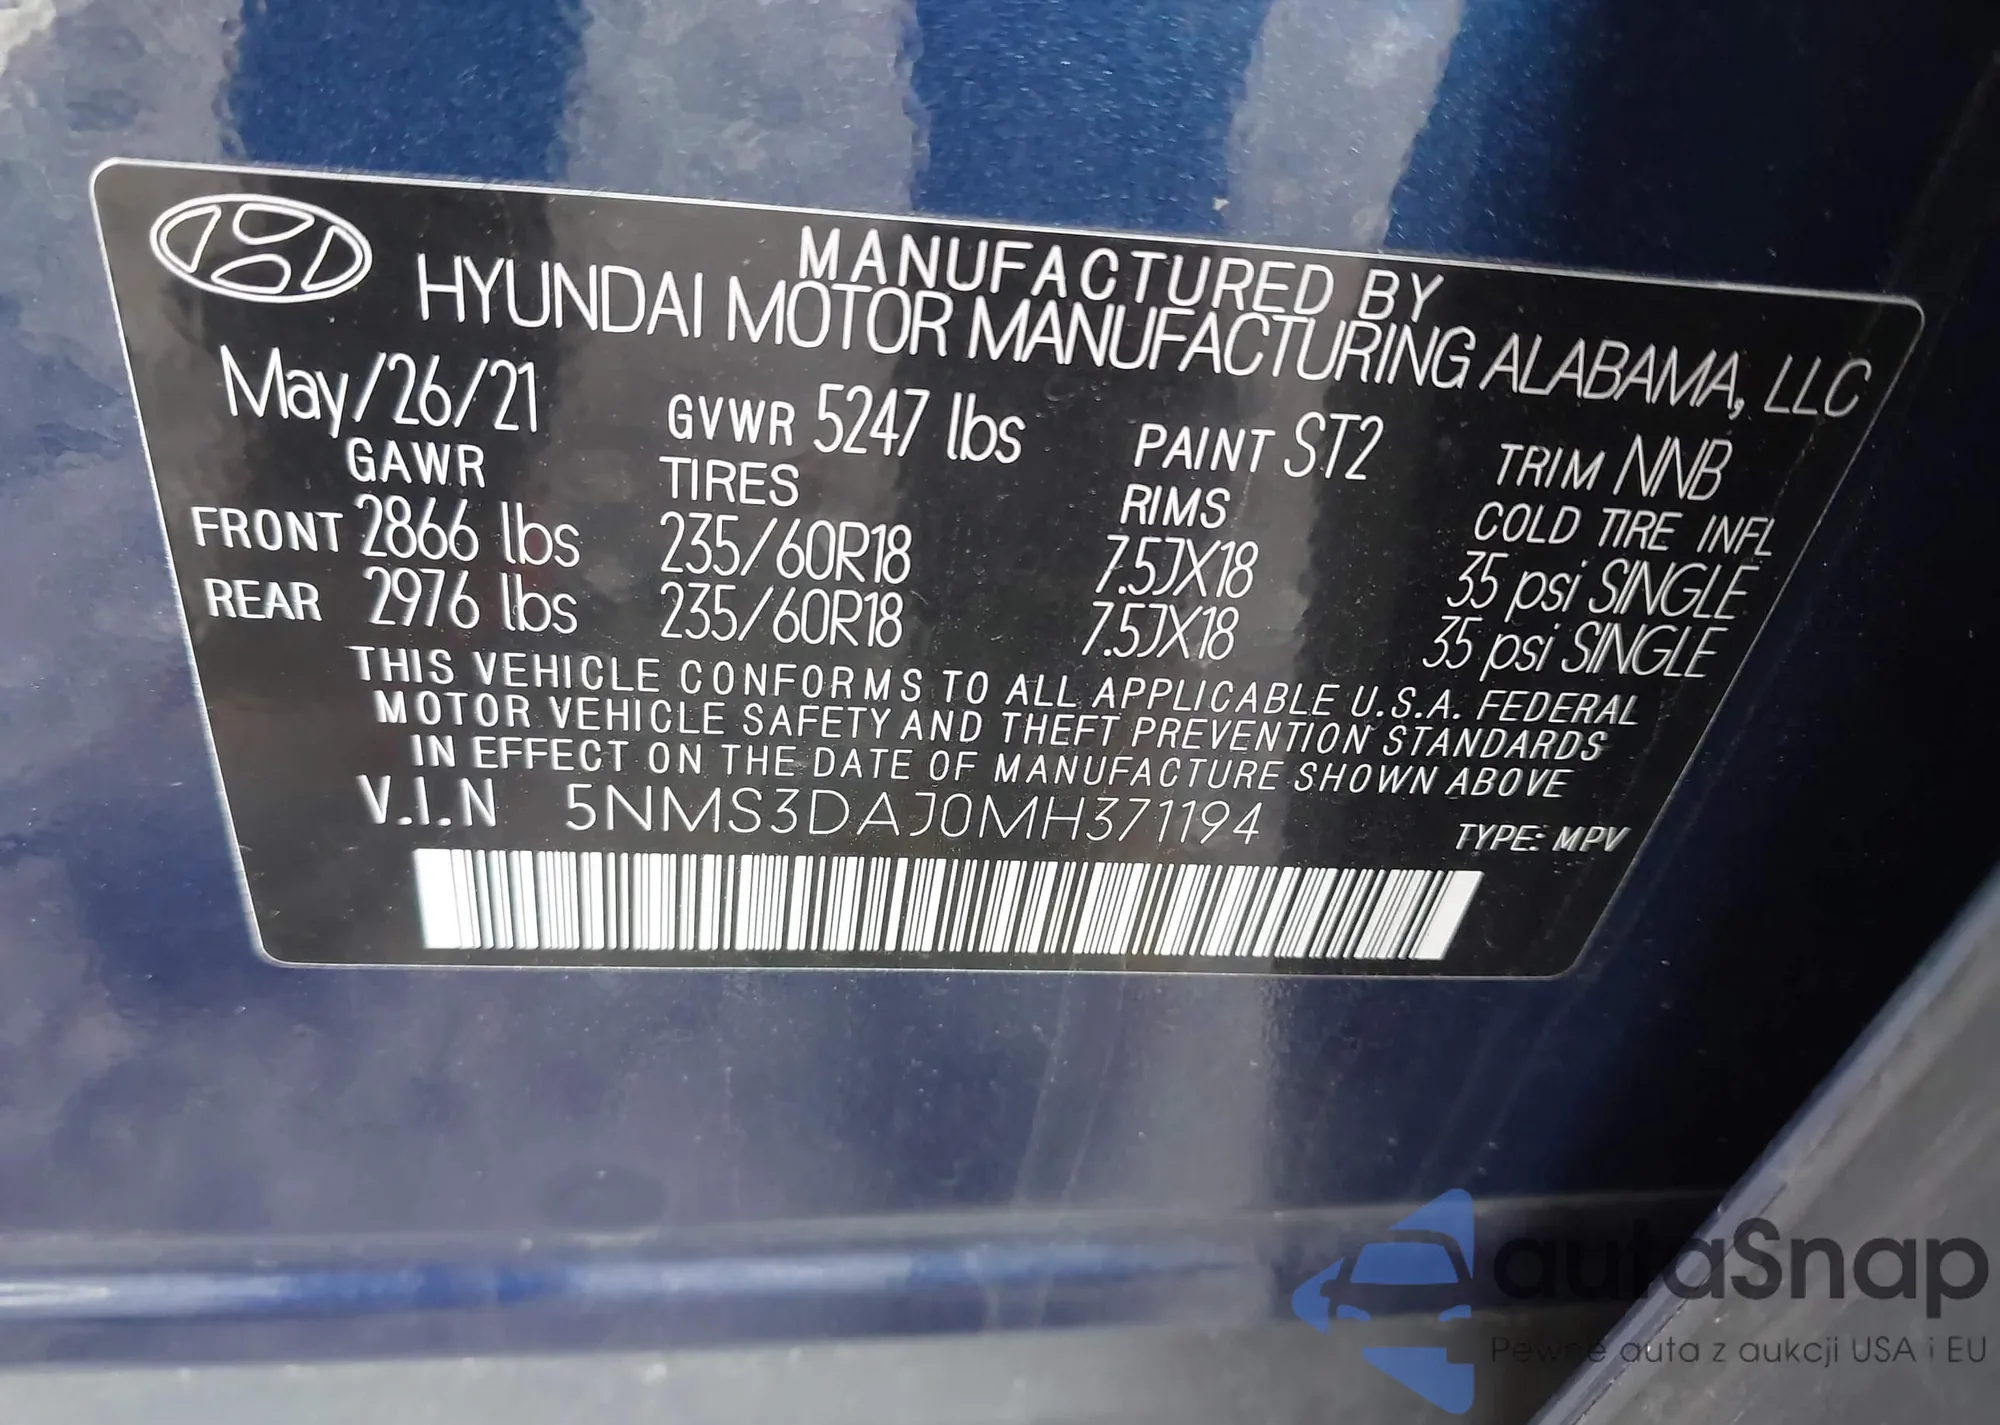 MANUFACTURED BY
HYUNDAI MOTOR MANUFACTURING ALABAMA, LLC
May/26/21 GVWR 5247 lbs PAINT ST2 TRIM NNB
GAWR TIRES RIMS COLD TIRE INFL
FRONT 2866 lbs 235/60R18 7.5JX18 35 psi SINGLE
REAR 2976 lbs 235/60R18 7.5JX18 35 psi SINGLE
THIS VEHICLE CONFORMS TO ALL APPLICABLE U.S.A. FEDERAL
MOTOR VEHICLE SAFETY AND THEFT PREVENTION STANDARDS
IN EFFECT ON THE DATE OF MANUFACTURE SHOWN ABOVE
V.I.N 5NMS3DAJ0MH371194 TYPE: MPV
autaSnap
Pewne auta z aukcji USA i EU